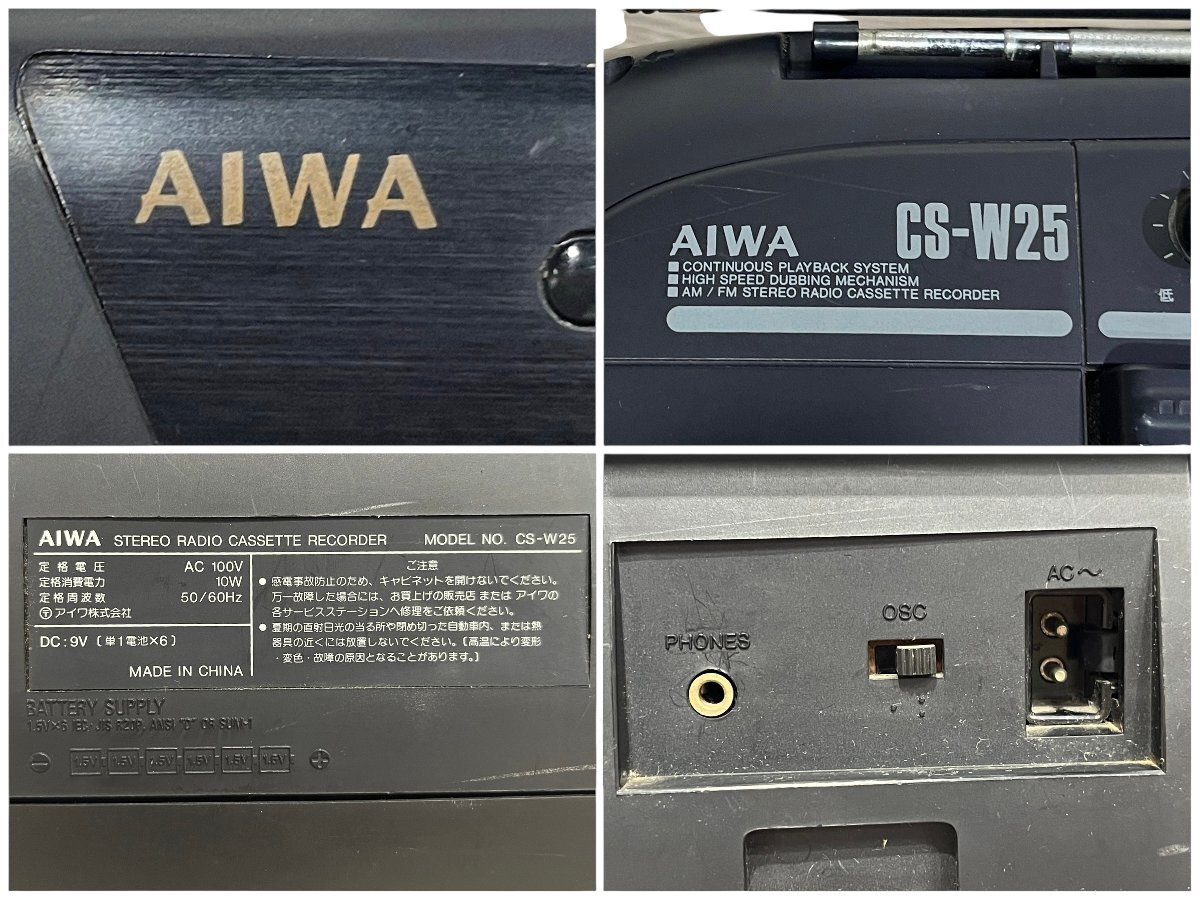 AIWA
AIWA CS-W25
■ CONTINUOUS PLAYBACK SYSTEM
■ HIGH SPEED DUBBING MECHANISM
■ AM / FM STEREO RADIO CASSETTE RECORDER
低
AIWA STEREO RADIO CASSETTE RECORDER MODEL NO. CS-W25
定格電圧 AC 100V
定格消費電力 10W
定格周波数 50/60Hz
〒アイワ株式会社
DC:9V〔単1電池×6〕
MADE IN CHINA
ご注意
● 感電事故防止のため、キャビネットを開けないでください。
万一故障した場合には、お買上げの販売店 または アイワの
各サービスステーションへ修理をご依頼ください。
● 夏期の直射日光の当る所や閉め切った自動車内、または熱
器具の近くには放置しないでください。〔高温により変形
・変色・故障の原因となることがあります。〕
BATTERY SUPPLY
1.5V×6 IEC, JIS R20P, ANSI "D" OR SUM-1
⊖ 1.5V 1.5V 1.5V 1.5V 1.5V 1.5V ⊕
PHONES
OSC
AC～